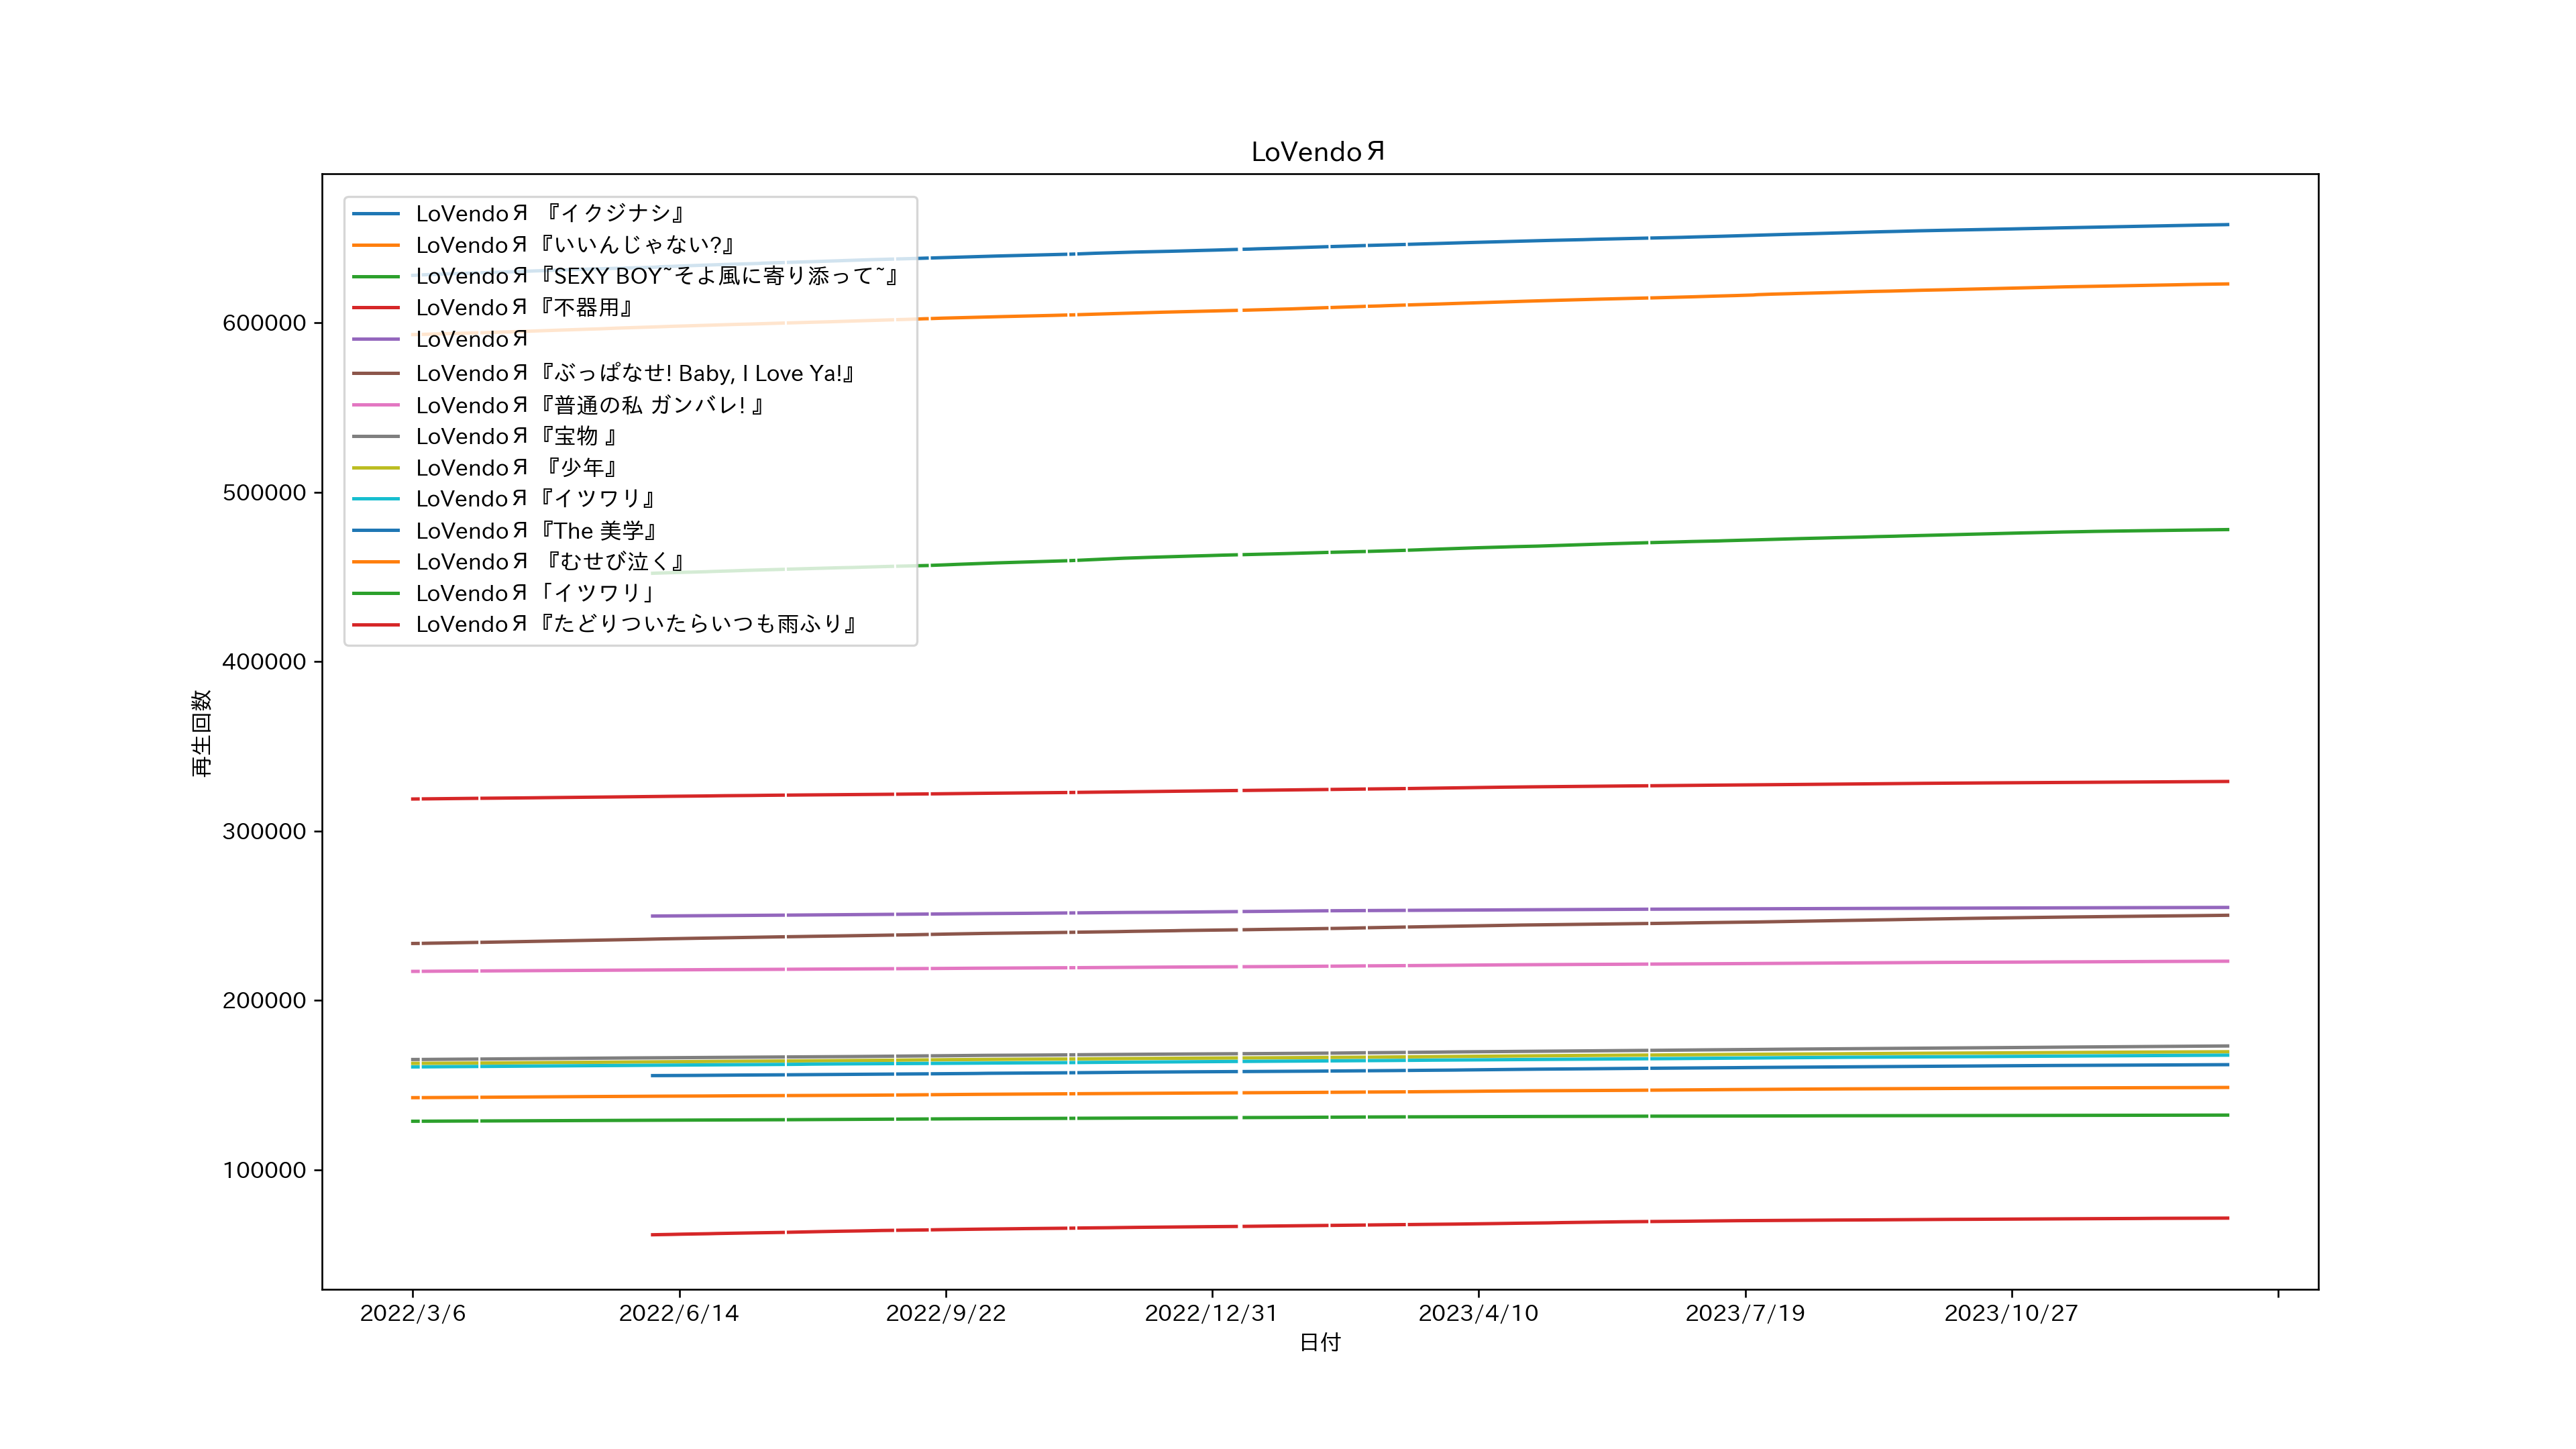 LoVendoЯ
LoVendoЯ 『イクジナシ』
LoVendoЯ『いいんじゃない?』
LoVendoЯ『SEXY BOY~そよ風に寄り添って~』
LoVendoЯ『不器用』
LoVendoЯ
LoVendoЯ『ぶっぱなせ! Baby, I Love Ya!』
LoVendoЯ『普通の私 ガンバレ! 』
LoVendoЯ『宝物 』
LoVendoЯ 『少年』
LoVendoЯ『イツワリ』
LoVendoЯ『The 美学』
LoVendoЯ 『むせび泣く』
LoVendoЯ「イツワリ」
LoVendoЯ『たどりついたらいつも雨ふり』
再生回数
600000
500000
400000
300000
200000
100000
2022/3/6 2022/6/14 2022/9/22 2022/12/31 2023/4/10 2023/7/19 2023/10/27
日付